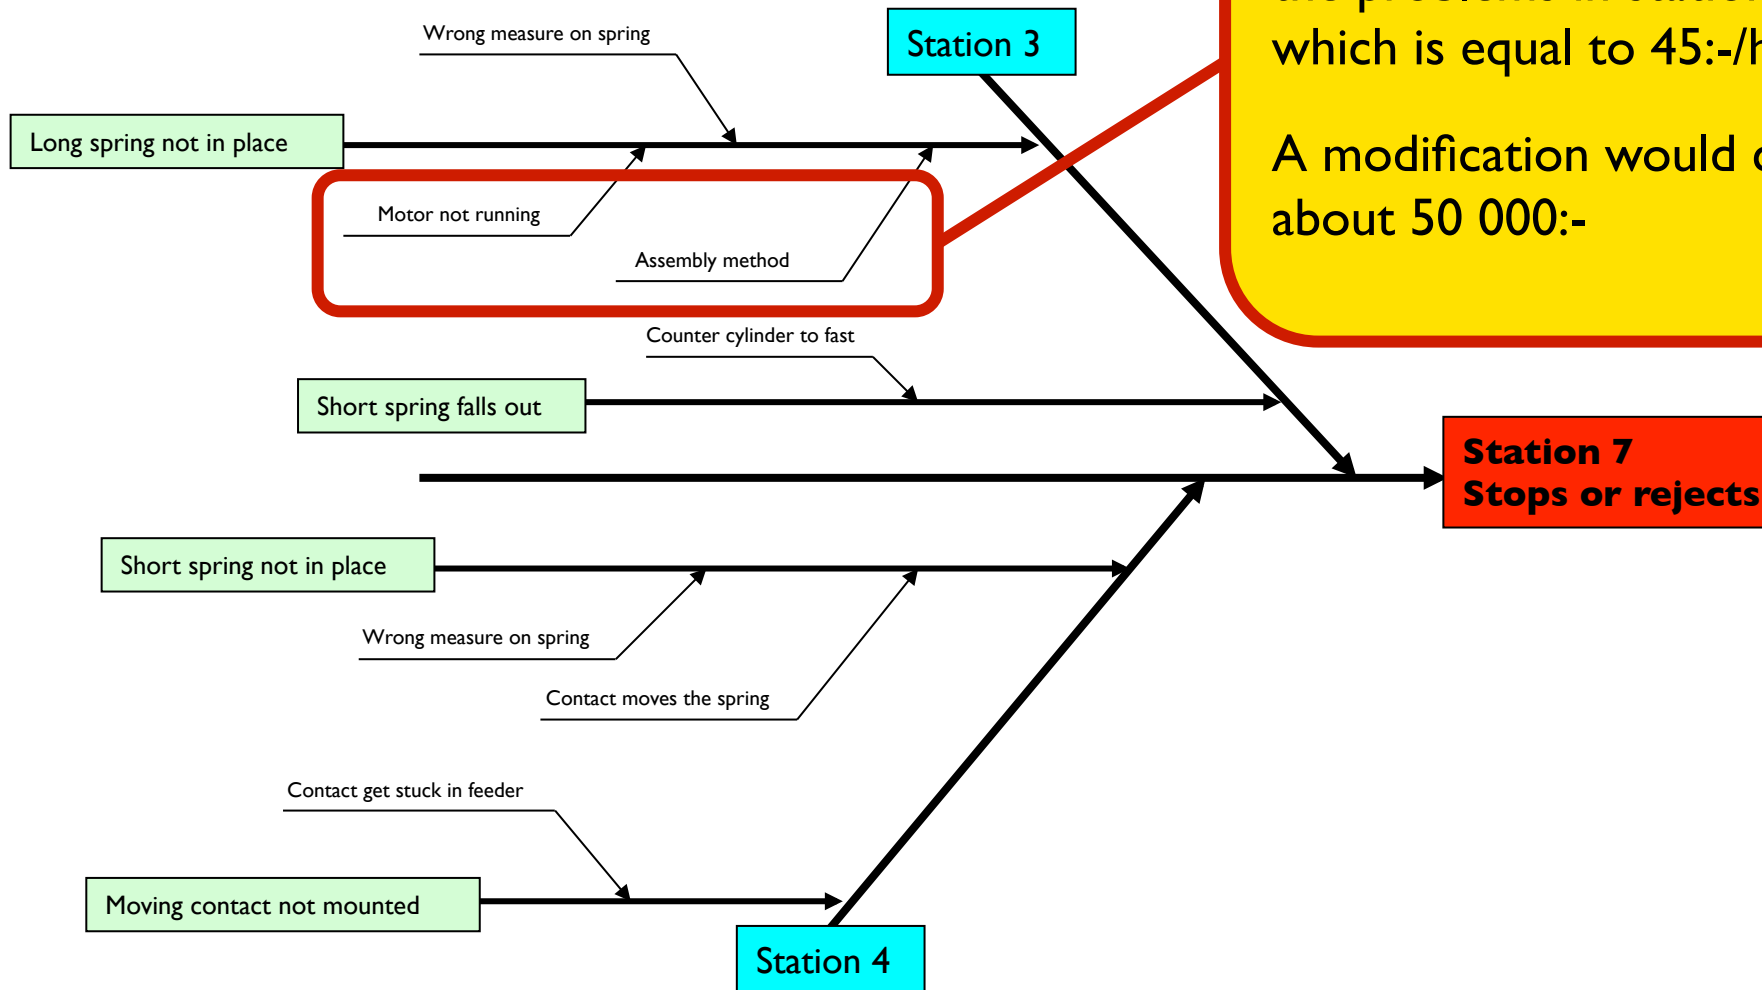 Wrong measure on spring
Station 3
which is equal to 45:-/h
Long spring not in place
A modification would
about 50 000:-
Motor not running
Assembly method
Counter cylinder to fast
Short spring falls out
Station 7
Stops or rejects
Short spring not in place
Wrong measure on spring
Contact moves the spring
Contact get stuck in feeder
Moving contact not mounted
Station 4